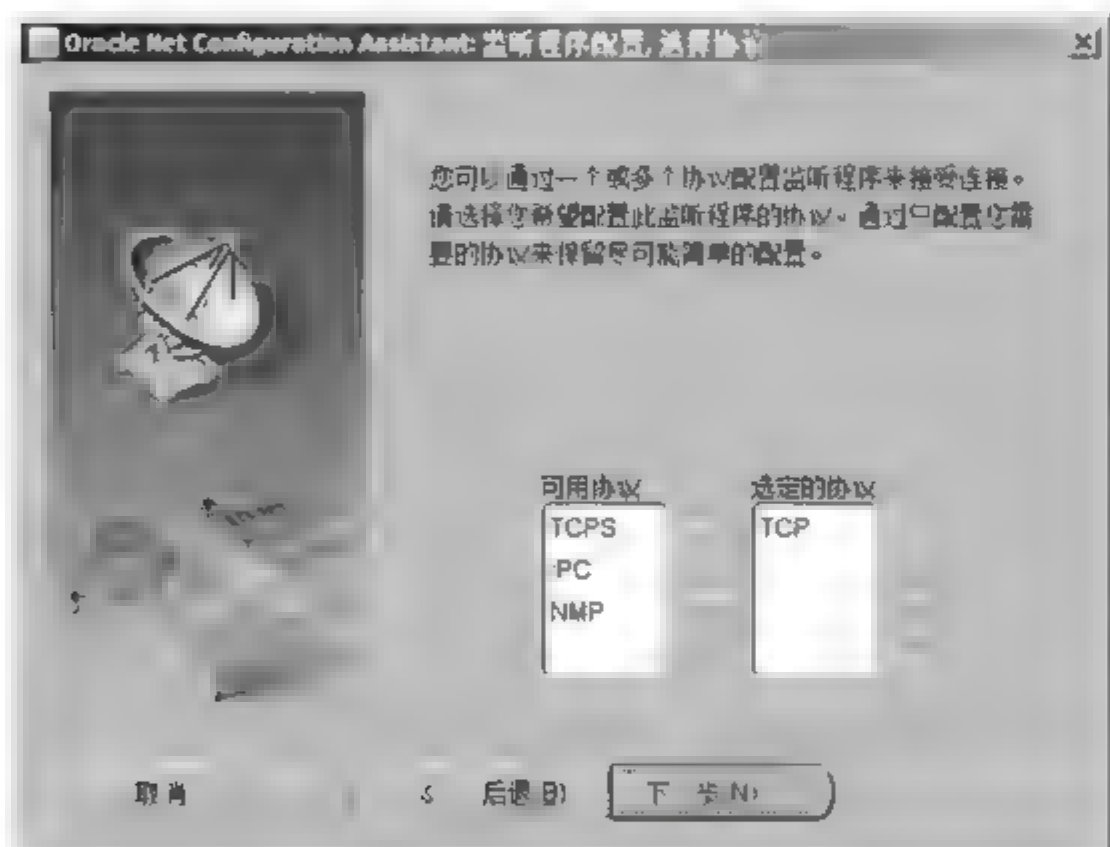 Oracle Net Configuration Assistant: 监听程序配置, 选择协议
您可以通过一个或多个协议配置监听程序来接受连接。
请选择您希望配置此监听程序的协议。通过只配置您需
要的协议来保留尽可能简单的配置。
可用协议 选定的协议
TCPS TCP
IPC
NMP
取消 后退 B) 下一步 N)